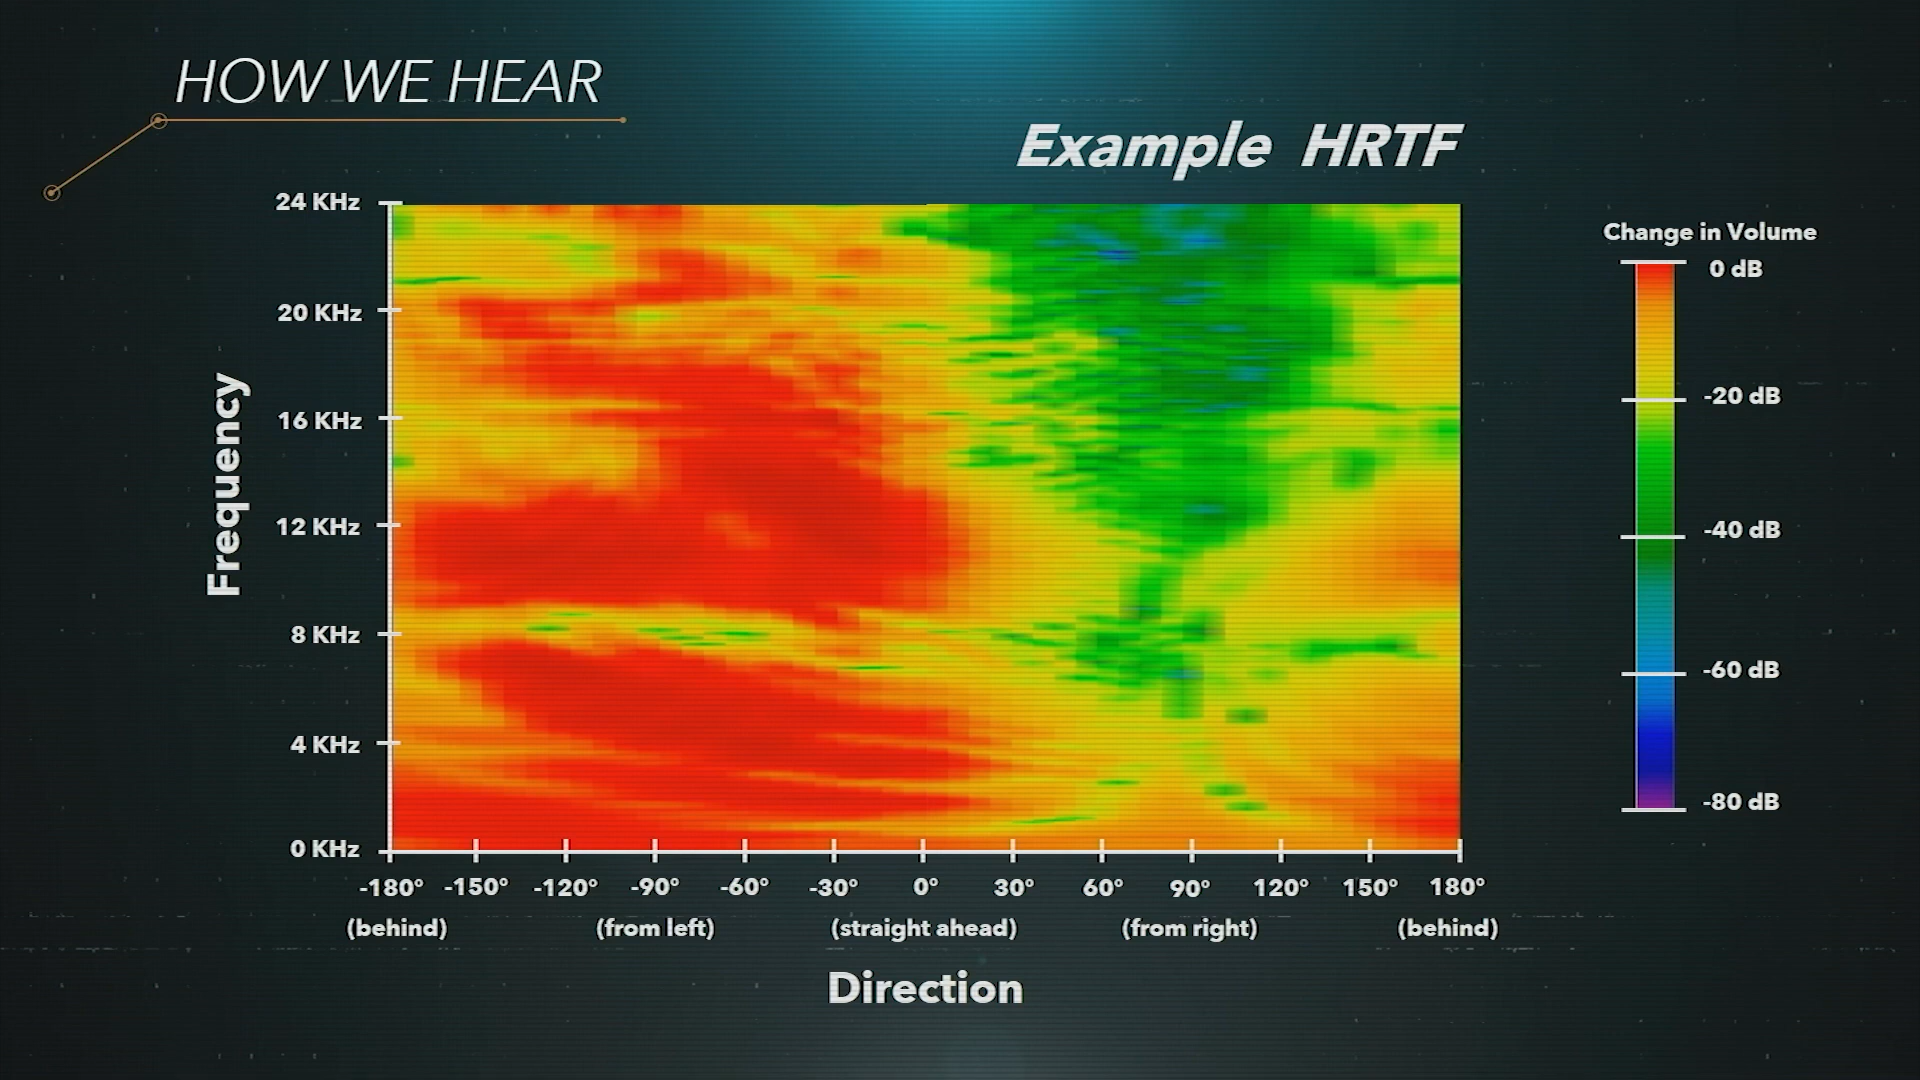 HOW WE HEAR
Example HRTF
24 KHz
20 KHz
16 KHz
12 KHz
8 KHz
4 KHz
0 KHz
Frequency
-180° -150° -120° -90° -60° -30° 0° 30° 60° 90° 120° 150° 180°
(behind) (from left) (straight ahead) (from right) (behind)
Direction
Change in Volume
0 dB
-20 dB
-40 dB
-60 dB
-80 dB